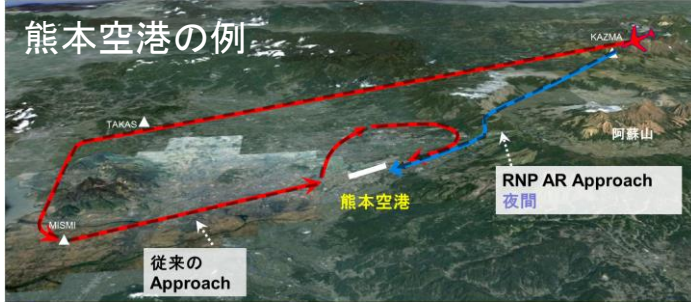 熊本空港の例
KAZMA
TAKAS
阿蘇山
RNP AR Approach
夜間
熊本空港
MISMI
従来の
Approach